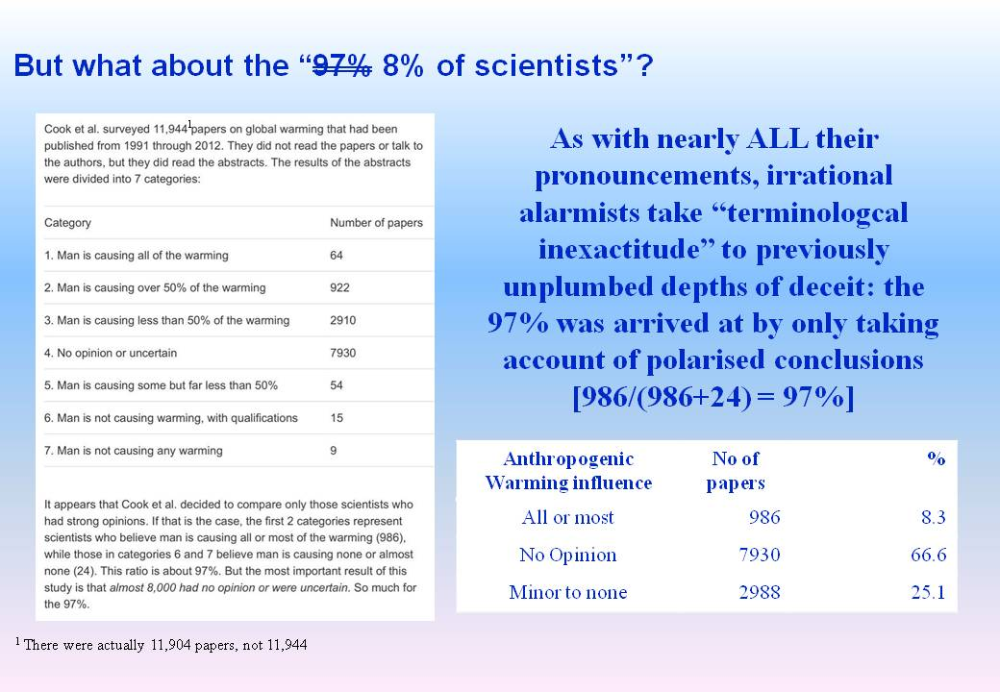 But what about the “97% 8% of scientists”?
Cook et al. surveyed 11,944¹papers on global warming that had been
published from 1991 through 2012. They did not read the papers or talk to
the authors, but they did read the abstracts. The results of the abstracts
were divided into 7 categories:
Category Number of papers
1. Man is causing all of the warming 64
2. Man is causing over 50% of the warming 922
3. Man is causing less than 50% of the warming 2910
4. No opinion or uncertain 7930
5. Man is causing some but far less than 50% 54
6. Man is not causing warming, with qualifications 15
7. Man is not causing any warming 9
It appears that Cook et al. decided to compare only those scientists who
had strong opinions. If that is the case, the first 2 categories represent
scientists who believe man is causing all or most of the warming (986),
while those in categories 6 and 7 believe man is causing none or almost
none (24). This ratio is about 97%. But the most important result of this
study is that almost 8,000 had no opinion or were uncertain. So much for
the 97%.
As with nearly ALL their
pronouncements, irrational
alarmists take “terminologcal
inexactitude” to previously
unplumbed depths of deceit: the
97% was arrived at by only taking
account of polarised conclusions
[986/(986+24) = 97%]
Anthropogenic No of %
Warming influence papers
All or most 986 8.3
No Opinion 7930 66.6
Minor to none 2988 25.1
¹ There were actually 11,904 papers, not 11,944